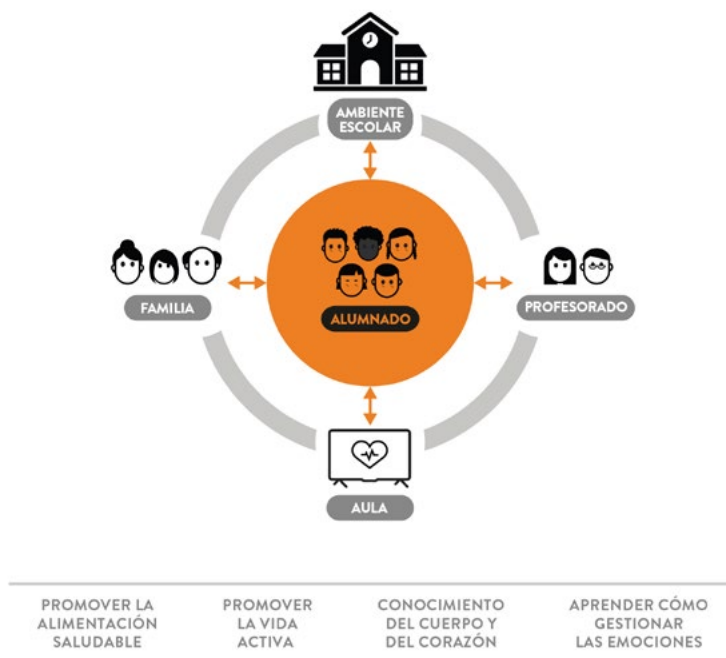 AMBIENTE
ESCOLAR
FAMILIA
ALUMNADO
PROFESORADO
AULA
PROMOVER LA
ALIMENTACIÓN
SALUDABLE
PROMOVER
LA VIDA
ACTIVA
CONOCIMIENTO
DEL CUERPO Y
DEL CORAZÓN
APRENDER CÓMO
GESTIONAR
LAS EMOCIONES